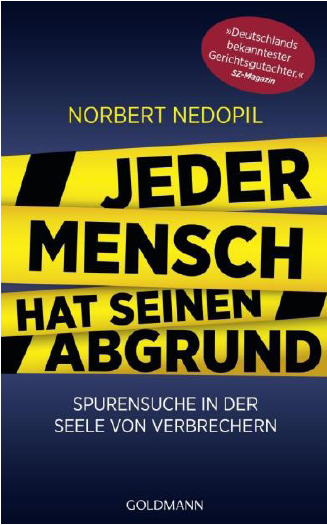 »Deutschlands
bekanntester
Gerichtsgutachter.«
SZ-Magazin
NORBERT NEDOPIL
JEDER
MENSCH
HAT SEINEN
ABGRUND
SPURENSUCHE IN DER
SEELE VON VERBRECHERN
GOLDMANN